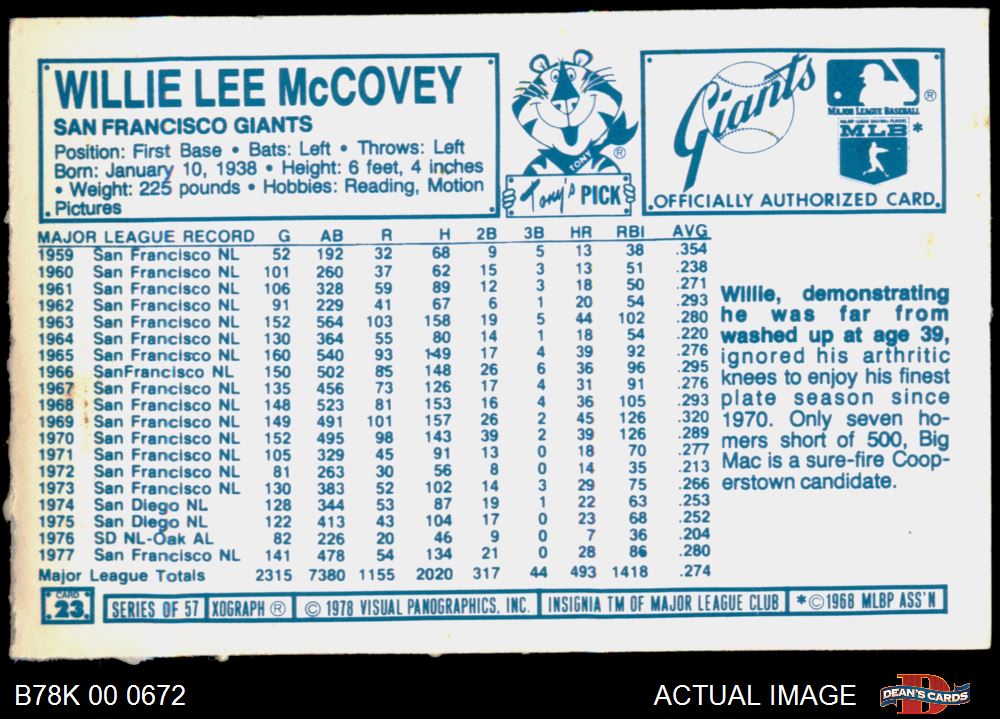 WILLIE LEE McCOVEY
SAN FRANCISCO GIANTS
Position: First Base • Bats: Left • Throws: Left
Born: January 10, 1938 • Height: 6 feet, 4 inches
• Weight: 225 pounds • Hobbies: Reading, Motion
Pictures
TONY
®
Tony's PICK
Giants
®
MAJOR LEAGUE BASEBALL
MAJOR LEAGUE BASEBALL PLAYERS
MLB*
OFFICIALLY AUTHORIZED CARD.
MAJOR LEAGUE RECORD G AB R H 2B 3B HR RBI AVG
1959 San Francisco NL 52 192 32 68 9 5 13 38 .354
1960 San Francisco NL 101 260 37 62 15 3 13 51 .238
1961 San Francisco NL 106 328 59 89 12 3 18 50 .271
1962 San Francisco NL 91 229 41 67 6 1 20 54 .293
1963 San Francisco NL 152 564 103 158 19 5 44 102 .280
1964 San Francisco NL 130 364 55 80 14 1 18 54 .220
1965 San Francisco NL 160 540 93 149 17 4 39 92 .276
1966 SanFrancisco NL 150 502 85 148 26 6 36 96 .295
1967 San Francisco NL 135 456 73 126 17 4 31 91 .276
1968 San Francisco NL 148 523 81 153 16 4 36 105 .293
1969 San Francisco NL 149 491 101 157 26 2 45 126 .320
1970 San Francisco NL 152 495 98 143 39 2 39 126 .289
1971 San Francisco NL 105 329 45 91 13 0 18 70 .277
1972 San Francisco NL 81 263 30 56 8 0 14 35 .213
1973 San Francisco NL 130 383 52 102 14 3 29 75 .266
1974 San Diego NL 128 344 53 87 19 1 22 63 .253
1975 San Diego NL 122 413 43 104 17 0 23 68 .252
1976 SD NL-Oak AL 82 226 20 46 9 0 7 36 .204
1977 San Francisco NL 141 478 54 134 21 0 28 86 .280
Major League Totals 2315 7380 1155 2020 317 44 493 1418 .274
Willie, demonstrating
he was far from
washed up at age 39,
ignored his arthritic
knees to enjoy his finest
plate season since
1970. Only seven ho-
mers short of 500, Big
Mac is a sure-fire Coop-
erstown candidate.
CARD
.23.
SERIES OF 57 XOGRAPH ® © 1978 VISUAL PANOGRAPHICS, INC. INSIGNIA TM OF MAJOR LEAGUE CLUB *©1968 MLBP ASS'N
B78K 00 0672
ACTUAL IMAGE
D
DEAN'S CARDS